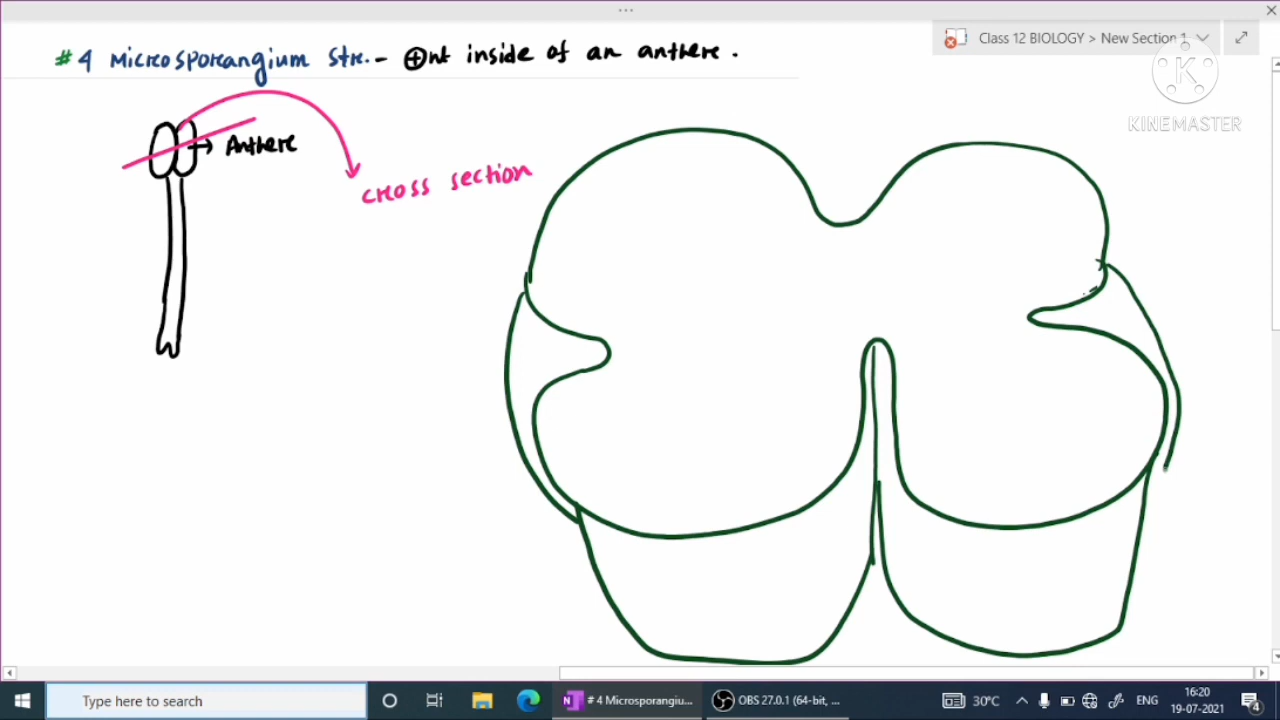 Class 12 BIOLOGY > New Section 1
# 4 Microsporangium Str. - ⊕nt inside of an anthere .
KINEMASTER
→ Anthere
cross section
Type here to search
# 4 Microsporangiu...
OBS 27.0.1 (64-bit, ...
30°C
ENG
16:20
19-07-2021
4